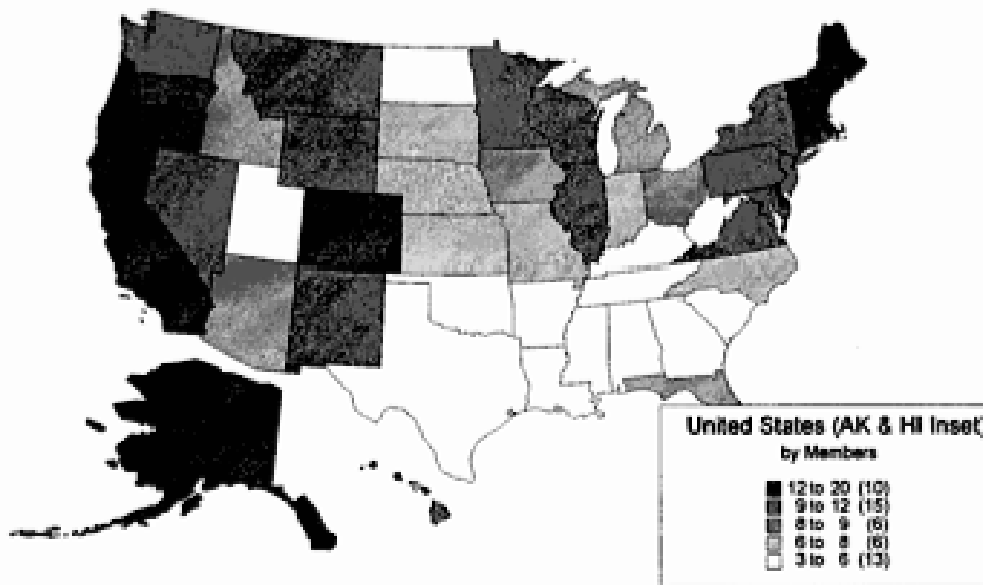 United States (AK & HI Inset)
by Members
12 to 20 (10)
9 to 12 (15)
8 to 9 (6)
6 to 8 (6)
3 to 6 (13)